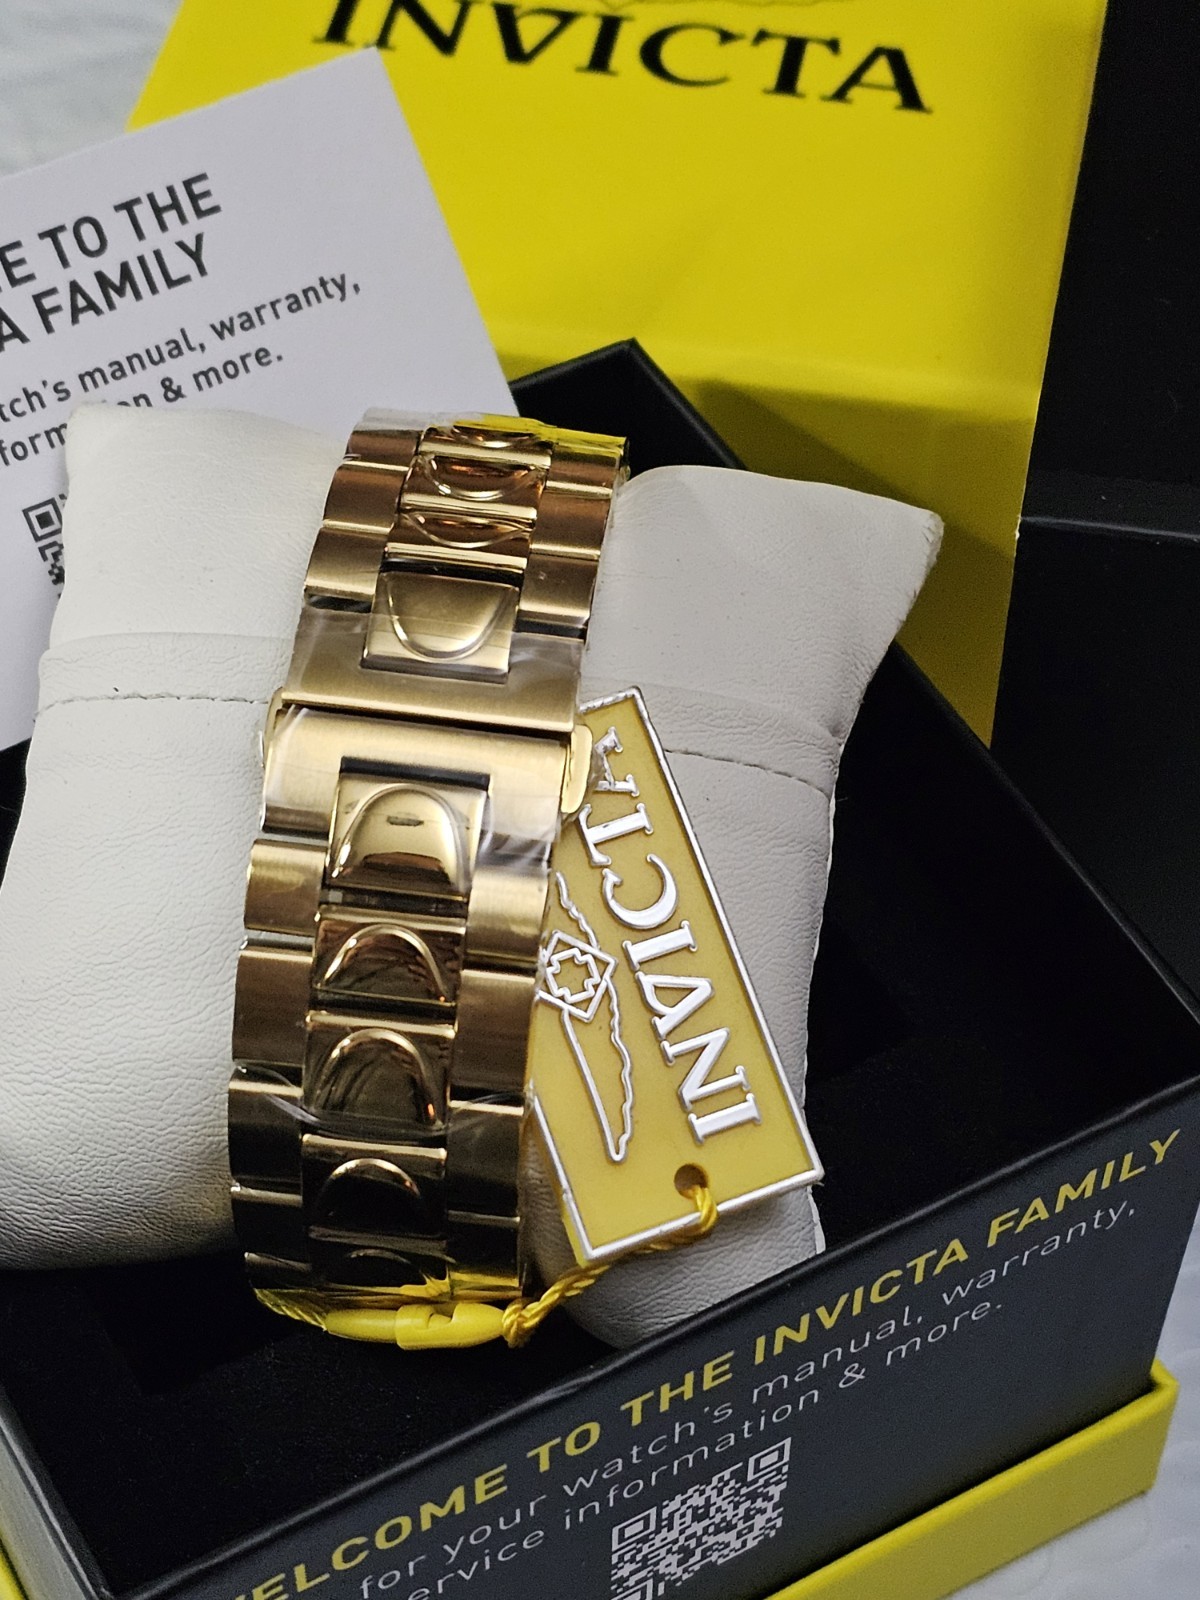 INVICTA
E TO THE
A FAMILY
tch's manual, warranty,
on & more.
form
INVICTA
WELCOME TO THE INVICTA FAMILY
for your watch's manual, warranty,
service information & more.